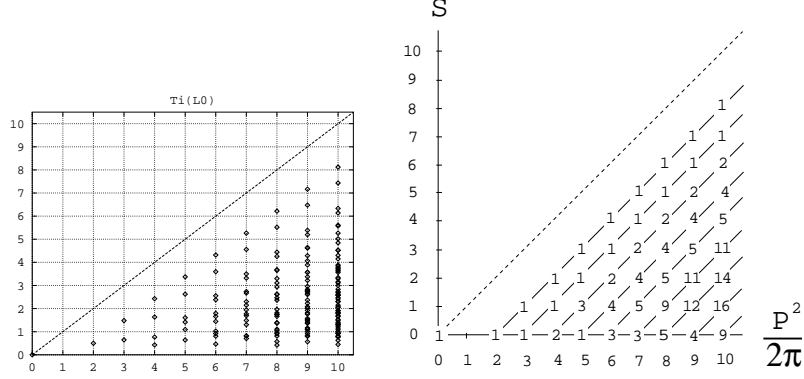 Ti(L0)
10
9
8
7
6
5
4
3
2
1
0
0 1 2 3 4 5 6 7 8 9 10
S
10
9
8 1
7 1 1
6 1 1 2
5 1 1 2 4
4 1 1 2 4 5
3 1 1 2 4 5 11
2 1 1 2 4 5 11 14
1 1 1 3 4 5 9 12 16
0 1 1 1 2 1 3 3 5 4 9
0 1 2 3 4 5 6 7 8 9 10
P²
2π